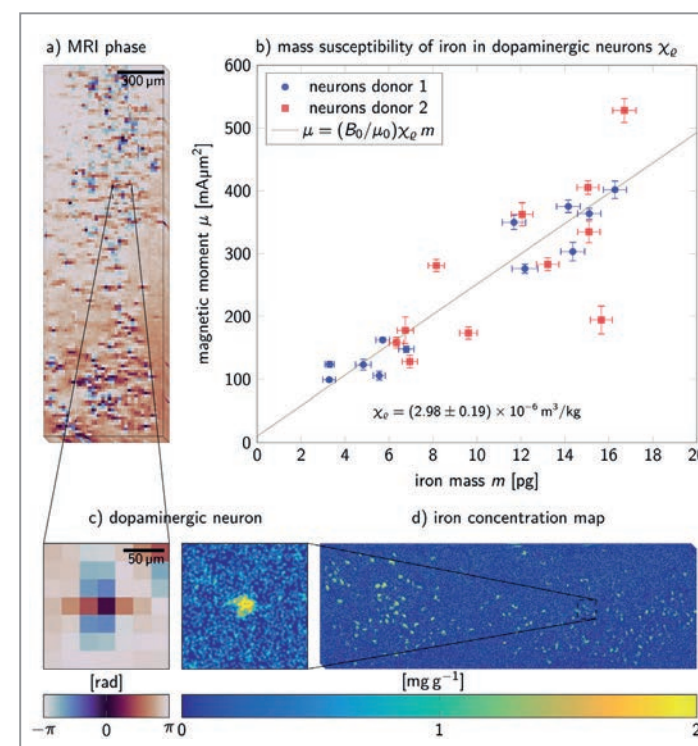 a) MRI phase
300 µm
b) mass susceptibility of iron in dopaminergic neurons χϱ
600
500
400
300
200
100
0
magnetic moment μ [mAµm²]
neurons donor 1
neurons donor 2
μ = (B₀/μ₀)χϱ m
χϱ = (2.98 ± 0.19) × 10⁻⁶ m³/kg
0 2 4 6 8 10 12 14 16 18 20
iron mass m [pg]
c) dopaminergic neuron
50 µm
d) iron concentration map
[rad]
−π 0 π
[mg g⁻¹]
0 1 2